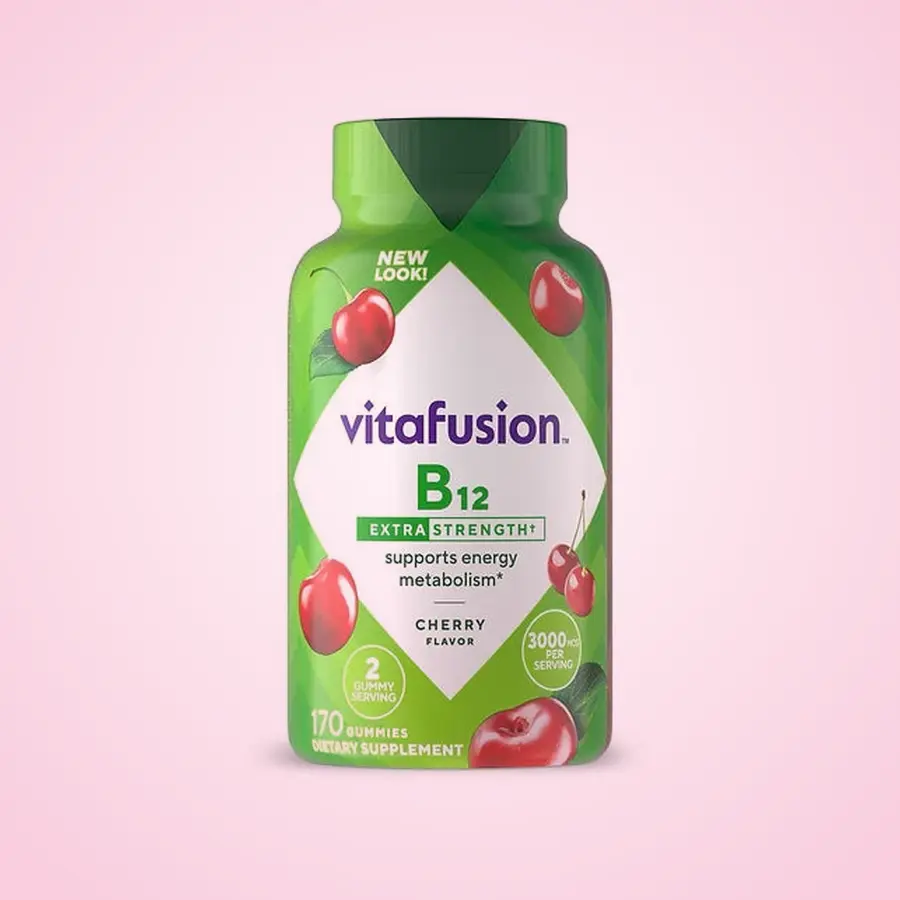 NEW
LOOK!
vitafusion™
B12
EXTRA STRENGTH†
supports energy
metabolism*
CHERRY
FLAVOR
3000 MCG
PER
SERVING
2
GUMMY
SERVING
170 GUMMIES
DIETARY SUPPLEMENT